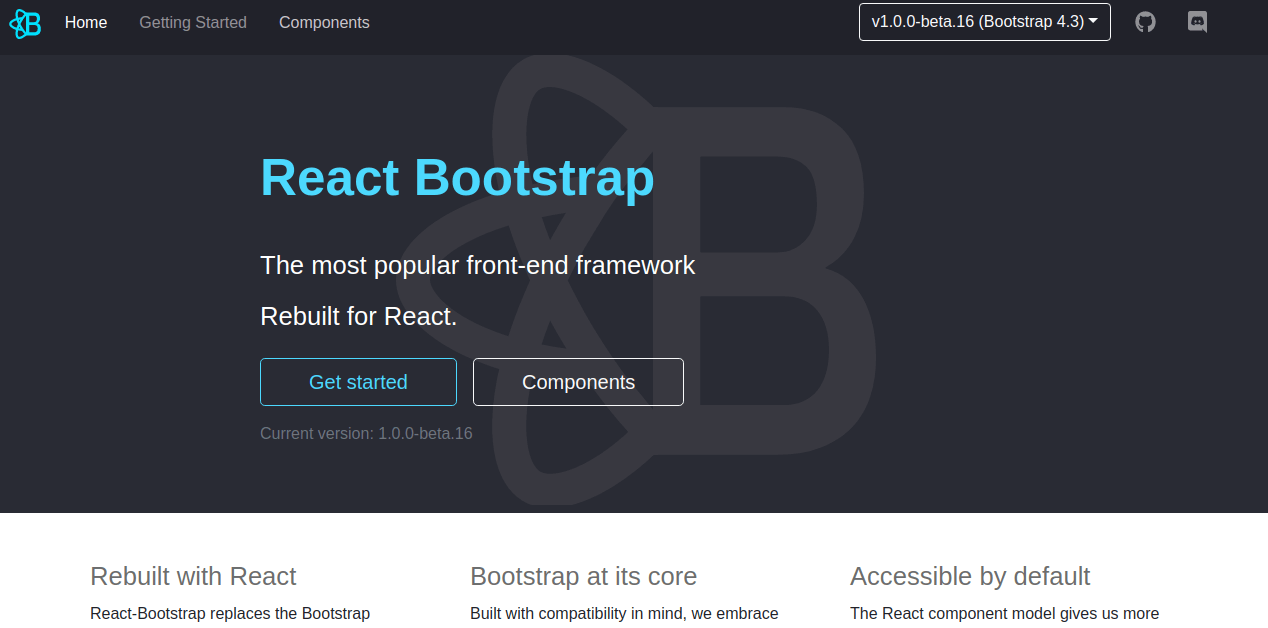 Home Getting Started Components v1.0.0-beta.16 (Bootstrap 4.3)
React Bootstrap
The most popular front-end framework
Rebuilt for React.
Get started Components
Current version: 1.0.0-beta.16
Rebuilt with React
React-Bootstrap replaces the Bootstrap
Bootstrap at its core
Built with compatibility in mind, we embrace
Accessible by default
The React component model gives us more